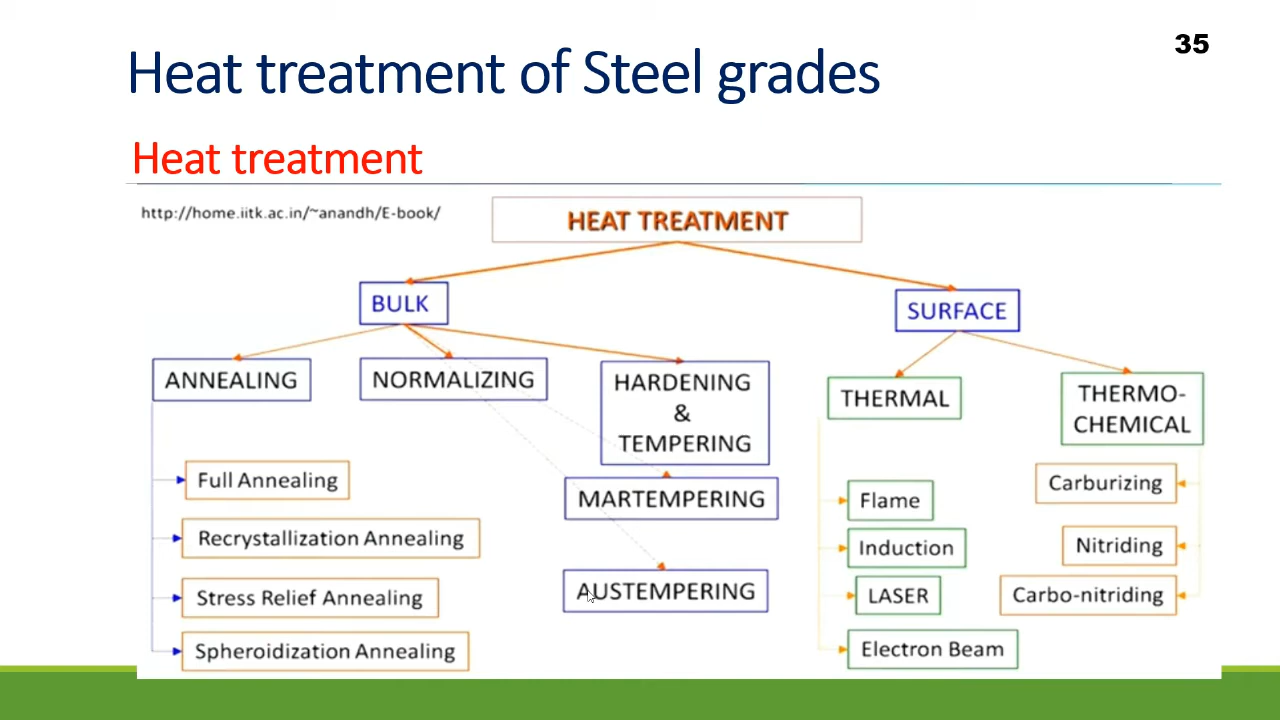 35
Heat treatment of Steel grades
Heat treatment
http://home.iitk.ac.in/~anandh/E-book/
HEAT TREATMENT
BULK
SURFACE
ANNEALING
NORMALIZING
HARDENING
&
TEMPERING
THERMAL
THERMO-
CHEMICAL
Full Annealing
Recrystallization Annealing
Stress Relief Annealing
Spheroidization Annealing
MARTEMPERING
AUSTEMPERING
Flame
Induction
LASER
Electron Beam
Carburizing
Nitriding
Carbo-nitriding